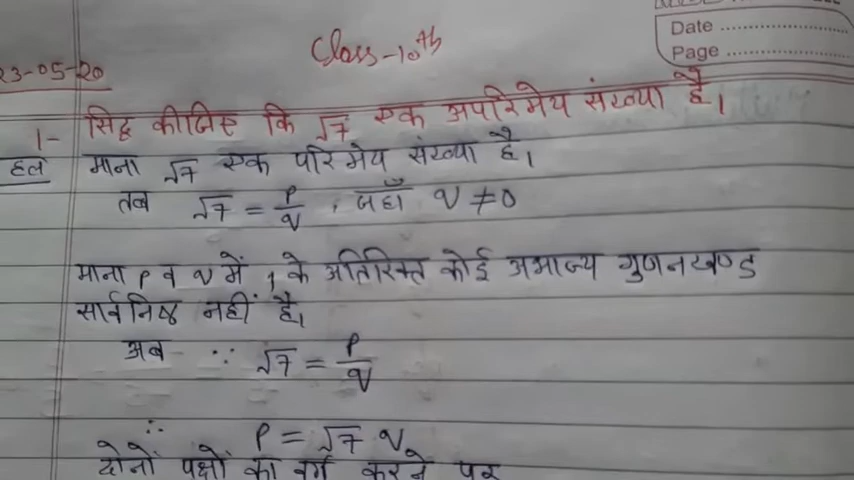 Date ..................
Page ..................
Class-10th
23-05-20
1- सिद्ध कीजिए कि √7 एक अपरिमेय संख्या है।
हल माना √7 एक परिमेय संख्या है।
तब √7 = p/q , जहाँ q ≠ 0
माना p व q में 1 के अतिरिक्त कोई अभाज्य गुणनखण्ड
सार्वनिष्ठ नहीं है।
अब ∵ √7 = p/q
∴ p = √7 q
दोनों पक्षों का वर्ग करने पर